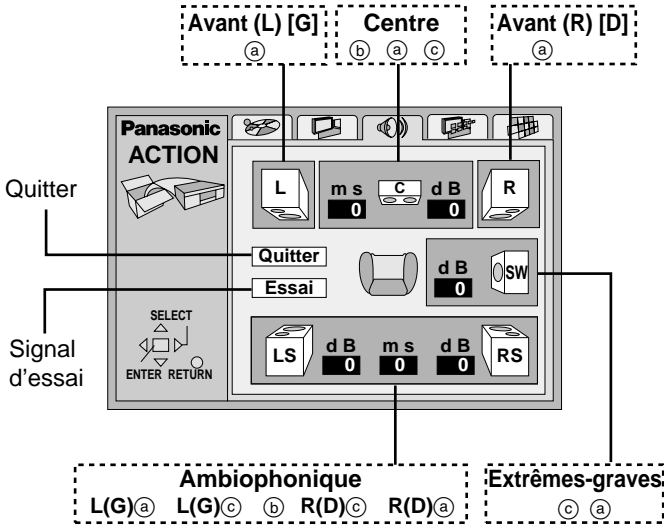 Avant (L) [G] Centre Avant (R) [D]
ⓐ ⓑ ⓐ ⓒ ⓐ
Panasonic
ACTION
L m s C d B R
0 0
Quitter
Quitter
Essai
d B SW
0
SELECT
Signal
d’essai
ENTER RETURN
LS d B m s d B RS
0 0 0
Ambiophonique
L(G)ⓐ L(G)ⓒ ⓑ R(D)ⓒ R(D)ⓐ
Extrêmes-graves
ⓒ ⓐ